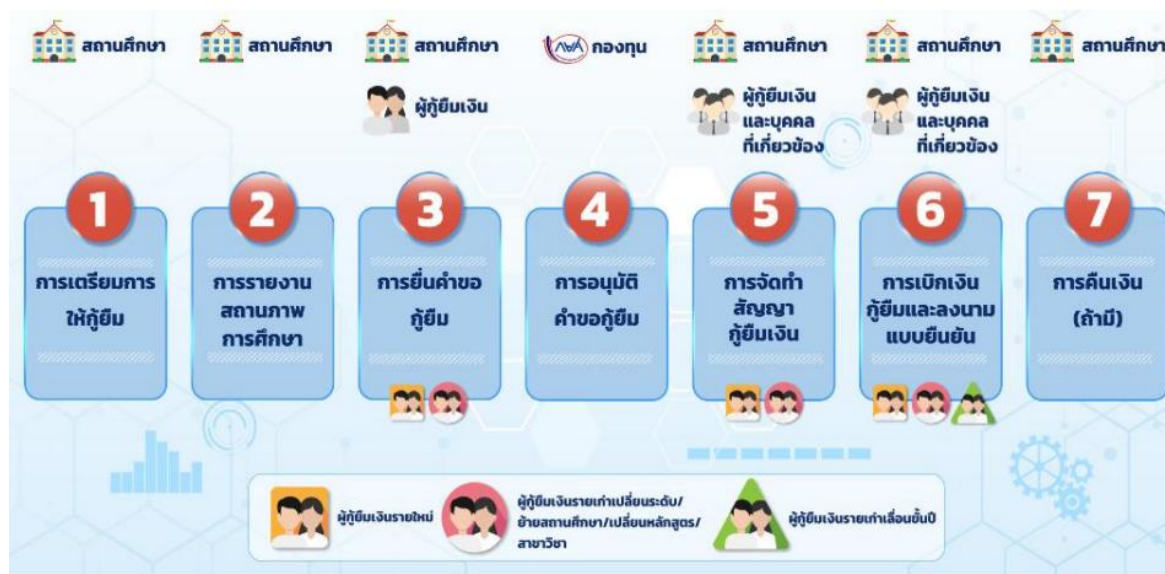 สถานศึกษา
สถานศึกษา
สถานศึกษา
ผู้กู้ยืมเงิน
กยศ กองทุน
สถานศึกษา
ผู้กู้ยืมเงิน
และบุคคล
ที่เกี่ยวข้อง
สถานศึกษา
ผู้กู้ยืมเงิน
และบุคคล
ที่เกี่ยวข้อง
สถานศึกษา
1
การเตรียมการ
ให้กู้ยืม
2
การรายงาน
สถานภาพ
การศึกษา
3
การยื่นคำขอ
กู้ยืม
4
การอนุมัติ
คำขอกู้ยืม
5
การจัดทำ
สัญญา
กู้ยืมเงิน
6
การเบิกเงิน
กู้ยืมและลงนาม
แบบยืนยัน
7
การคืนเงิน
(ถ้ามี)
ผู้กู้ยืมเงินรายใหม่
ผู้กู้ยืมเงินรายเก่าเปลี่ยนระดับ/
ย้ายสถานศึกษา/เปลี่ยนหลักสูตร/
สาขาวิชา
ผู้กู้ยืมเงินรายเก่าเลื่อนชั้นปี